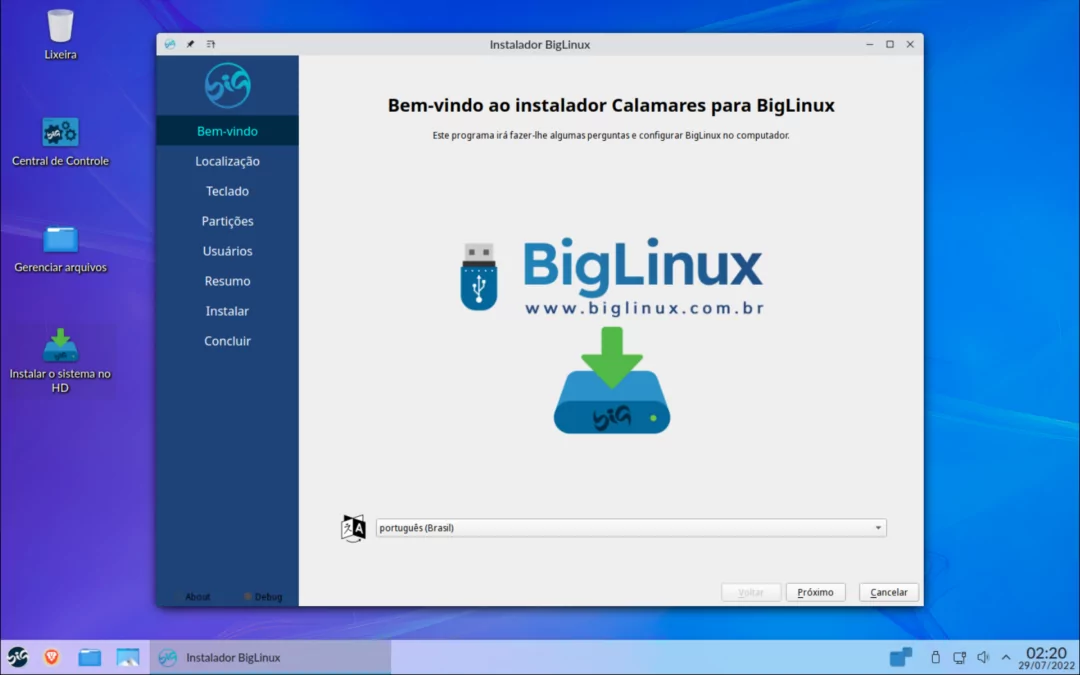 Lixeira
Central de Controle
Gerenciar arquivos
Instalar o sistema no
HD
Instalador BigLinux
big
Bem-vindo
Localização
Teclado
Partições
Usuários
Resumo
Instalar
Concluir
About
Debug
Bem-vindo ao instalador Calamares para BigLinux
Este programa irá fazer-lhe algumas perguntas e configurar BigLinux no computador.
BigLinux
www.biglinux.com.br
big
português (Brasil)
Voltar
Próximo
Cancelar
Instalador BigLinux
02:20
29/07/2022